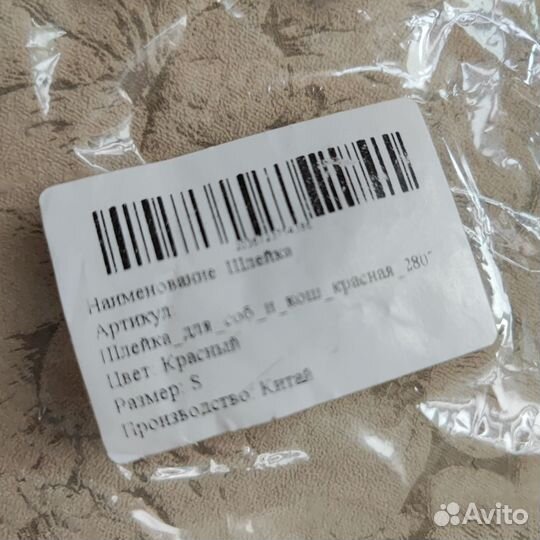 Наименование Шлейка
Артикул:
Шлейка_для_соб_и_кош_красная_280
Цвет: Красный
Размер: S
Производство: Китай
Avito